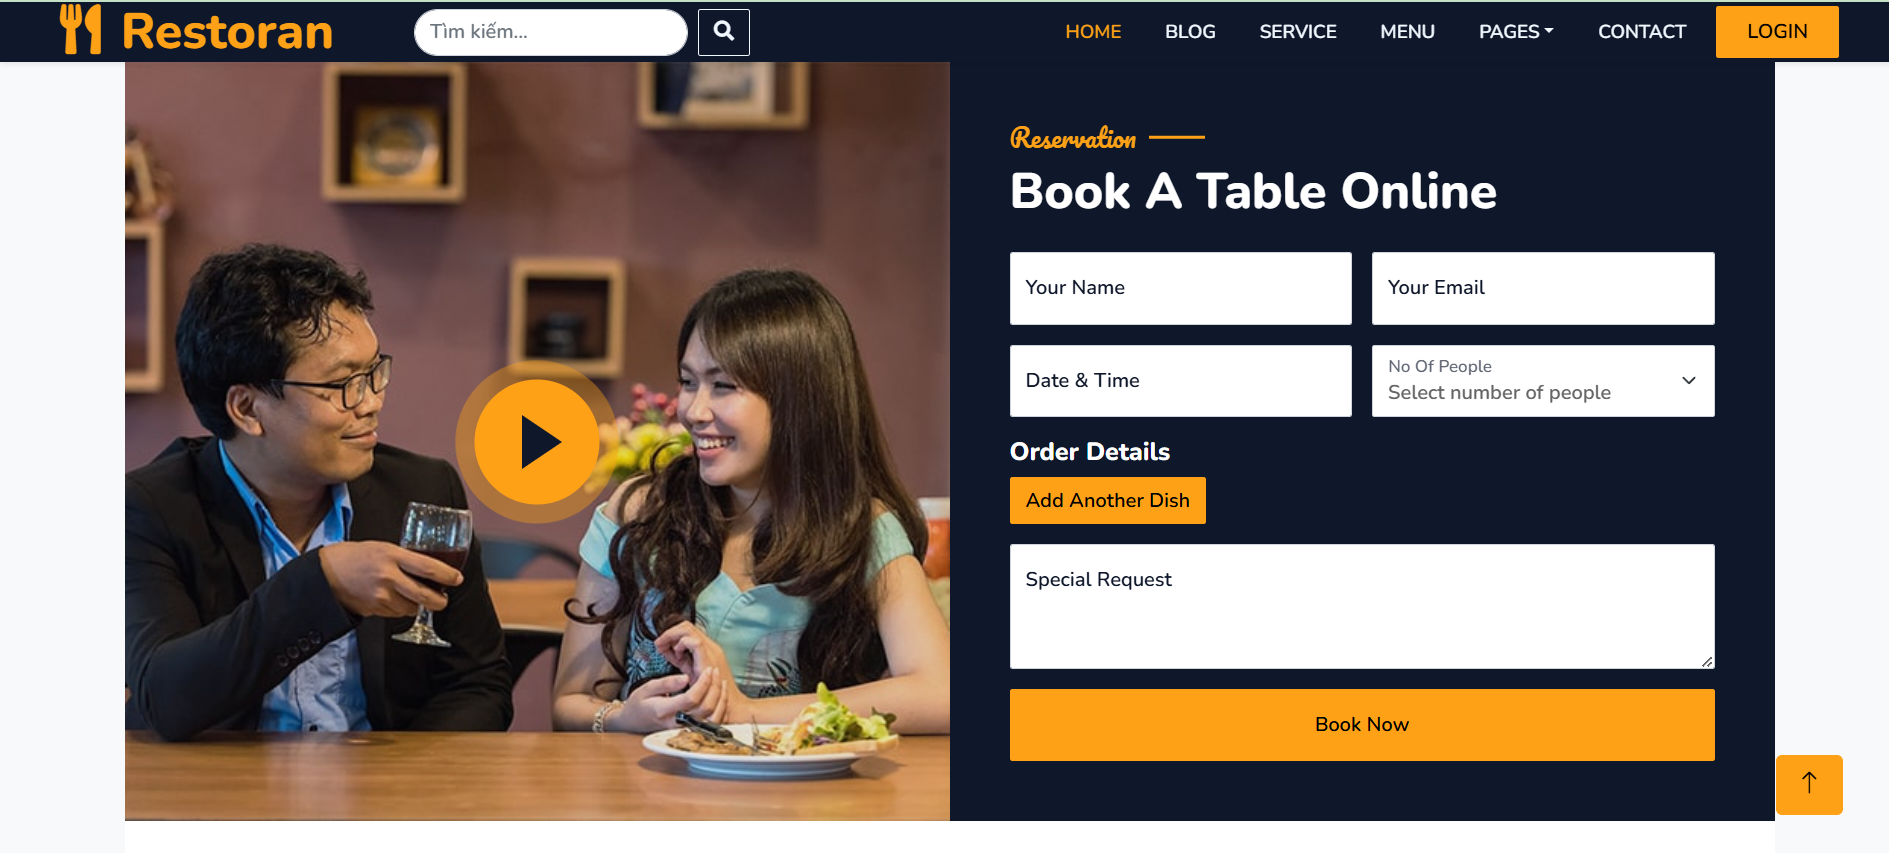 Restoran
Tìm kiếm...
HOME
BLOG
SERVICE
MENU
PAGES
CONTACT
LOGIN
Reservation
Book A Table Online
Your Name
Your Email
Date & Time
No Of People
Select number of people
Order Details
Add Another Dish
Special Request
Book Now